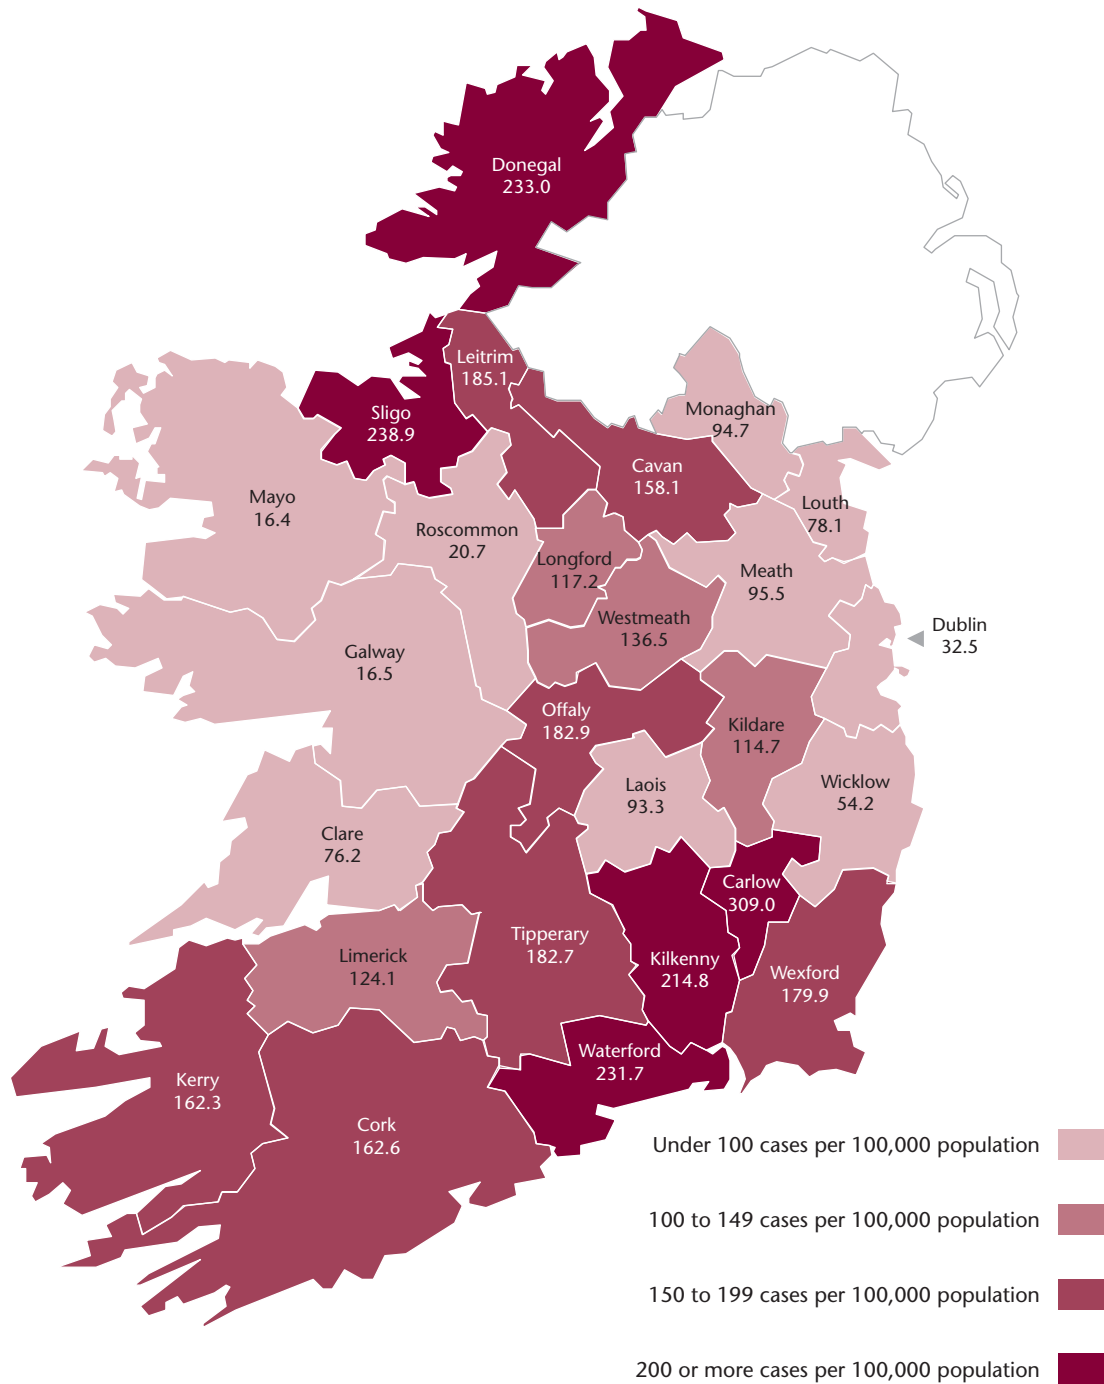 Donegal
233.0
Leitrim
185.1
Sligo
238.9
Monaghan
94.7
Cavan
158.1
Mayo
16.4
Louth
78.1
Roscommon
20.7
Longford
117.2
Meath
95.5
Westmeath
136.5
Dublin
32.5
Galway
16.5
Offaly
182.9
Kildare
114.7
Laois
93.3
Wicklow
54.2
Clare
76.2
Carlow
309.0
Tipperary
182.7
Limerick
124.1
Kilkenny
214.8
Wexford
179.9
Waterford
231.7
Kerry
162.3
Cork
162.6
Under 100 cases per 100,000 population
100 to 149 cases per 100,000 population
150 to 199 cases per 100,000 population
200 or more cases per 100,000 population